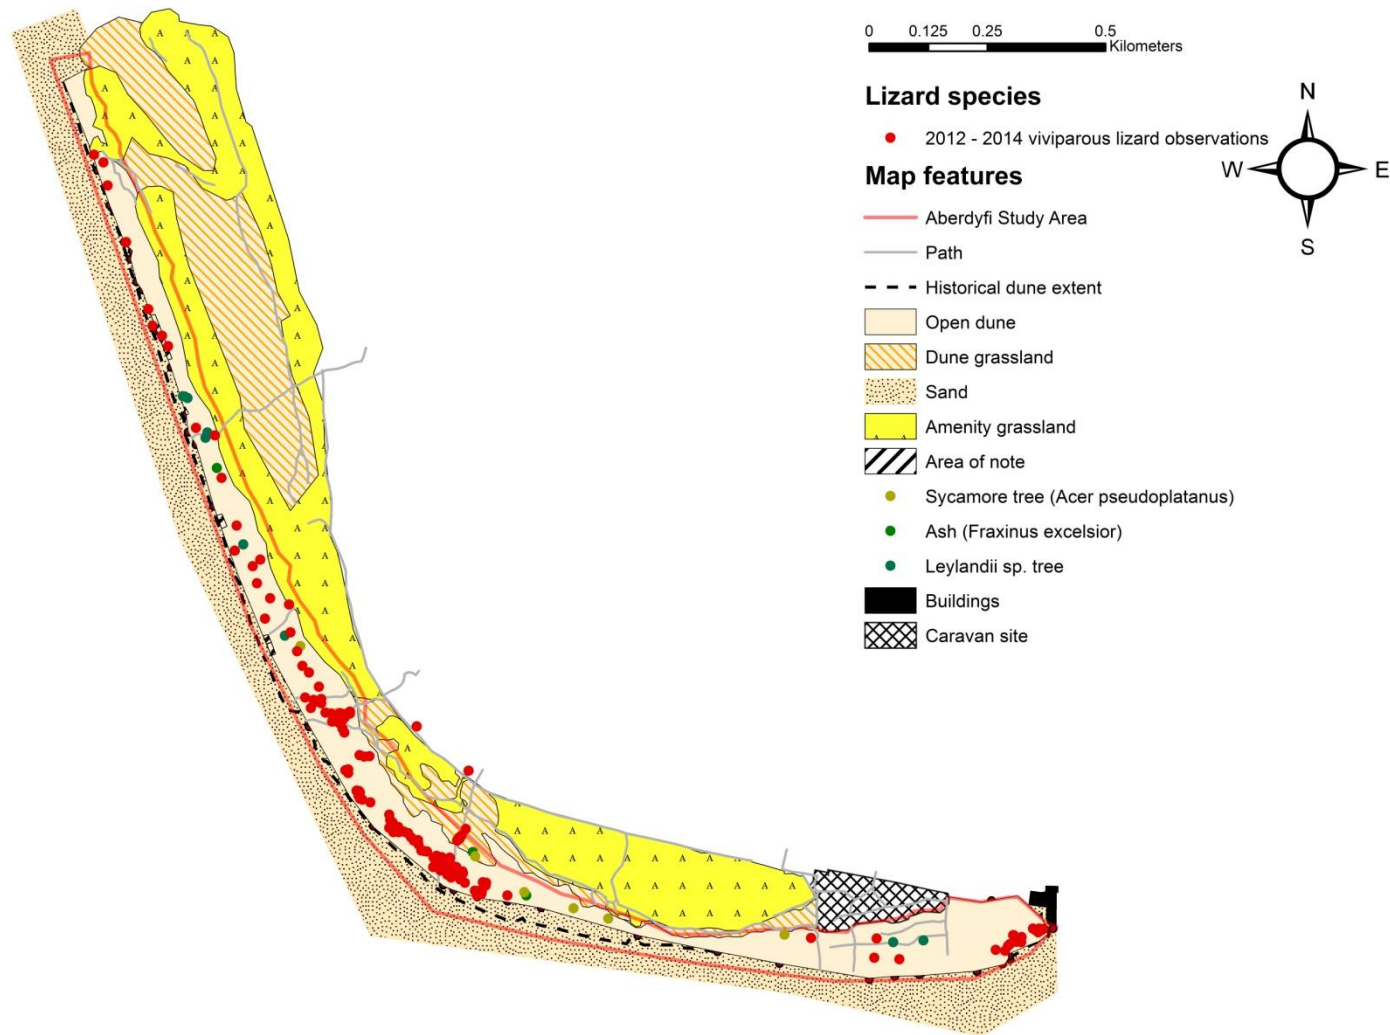 0 0.125 0.25 0.5
Kilometers
Lizard species
2012 - 2014 viviparous lizard observations
Map features
Aberdyfi Study Area
Path
Historical dune extent
Open dune
Dune grassland
Sand
Amenity grassland
Area of note
Sycamore tree (Acer pseudoplatanus)
Ash (Fraxinus excelsior)
Leylandii sp. tree
Buildings
Caravan site
N
W E
S